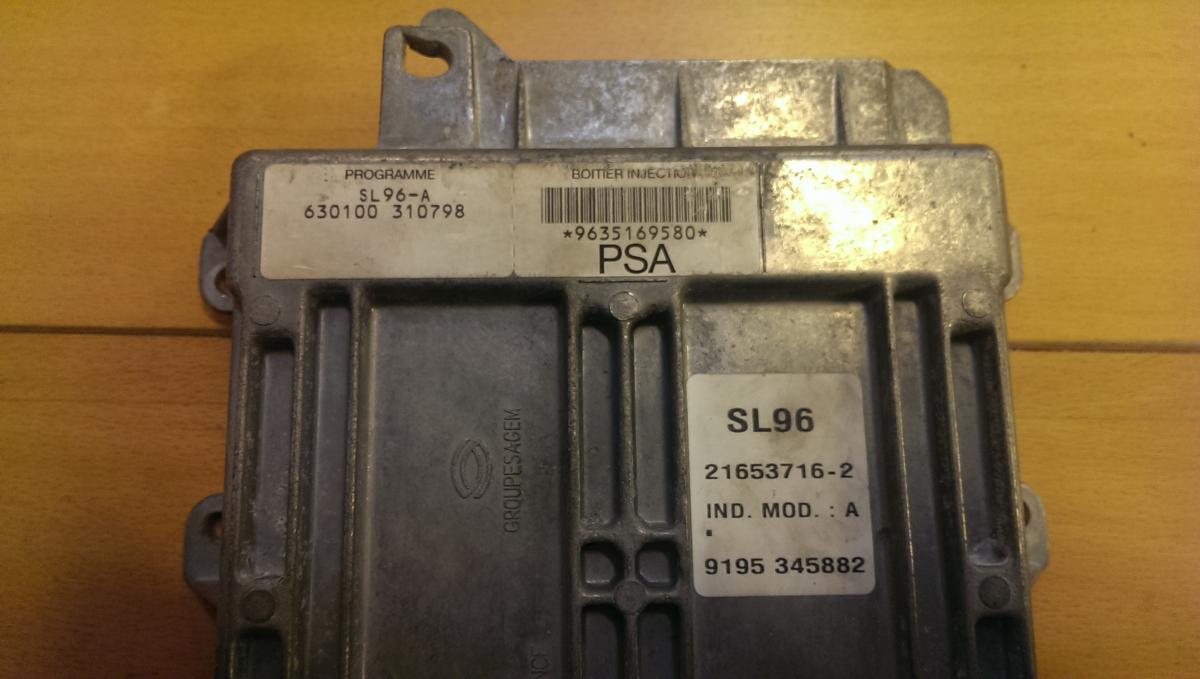 PROGRAMME
SL96-A
630100 310798
BOITIER INJECTION
*9635169580*
PSA
GROUPESAGEM
SL96
21653716-2
IND. MOD. : A
9195 345882